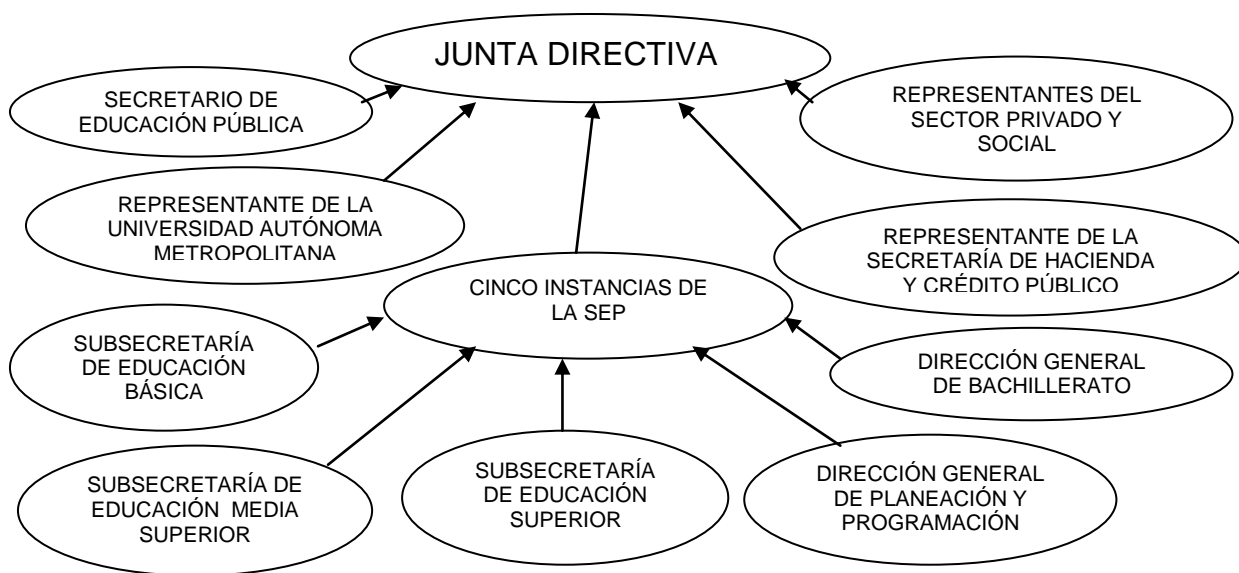 JUNTA DIRECTIVA
SECRETARIO DE
EDUCACIÓN PÚBLICA
REPRESENTANTES DEL
SECTOR PRIVADO Y
SOCIAL
REPRESENTANTE DE LA
UNIVERSIDAD AUTÓNOMA
METROPOLITANA
REPRESENTANTE DE LA
SECRETARÍA DE HACIENDA
Y CRÉDITO PÚBLICO
CINCO INSTANCIAS DE
LA SEP
SUBSECRETARÍA
DE EDUCACIÓN
BÁSICA
DIRECCIÓN GENERAL
DE BACHILLERATO
SUBSECRETARÍA DE
EDUCACIÓN MEDIA
SUPERIOR
SUBSECRETARÍA
DE EDUCACIÓN
SUPERIOR
DIRECCIÓN GENERAL
DE PLANEACIÓN Y
PROGRAMACIÓN